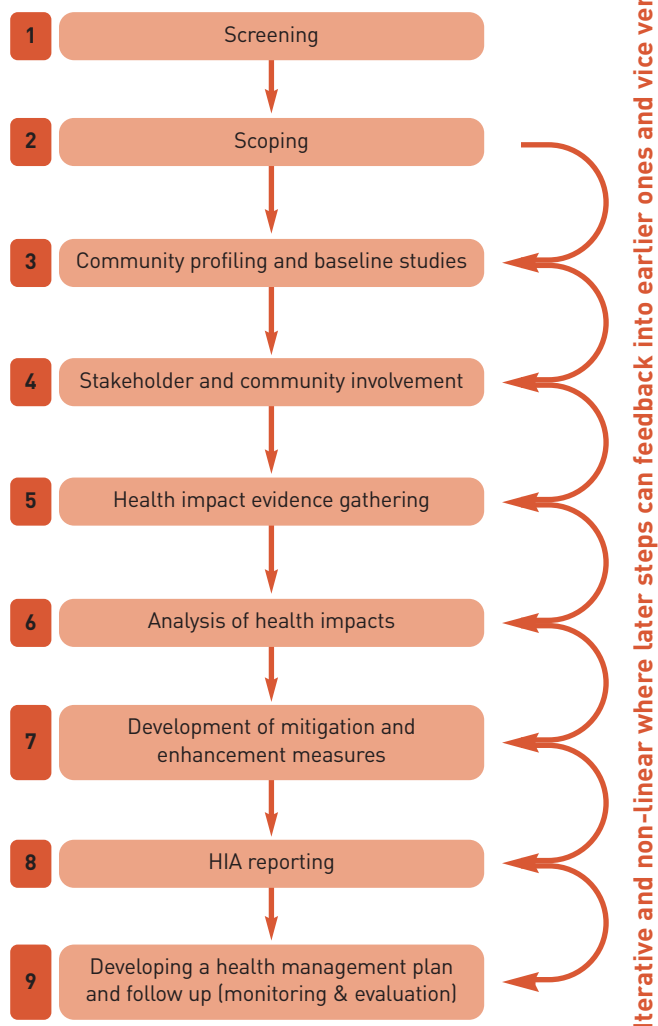 1
Screening
2
Scoping
3
Community profiling and baseline studies
4
Stakeholder and community involvement
5
Health impact evidence gathering
6
Analysis of health impacts
7
Development of mitigation and
enhancement measures
8
HIA reporting
9
Developing a health management plan
and follow up (monitoring & evaluation)
Iterative and non-linear where later steps can feedback into earlier ones and vice